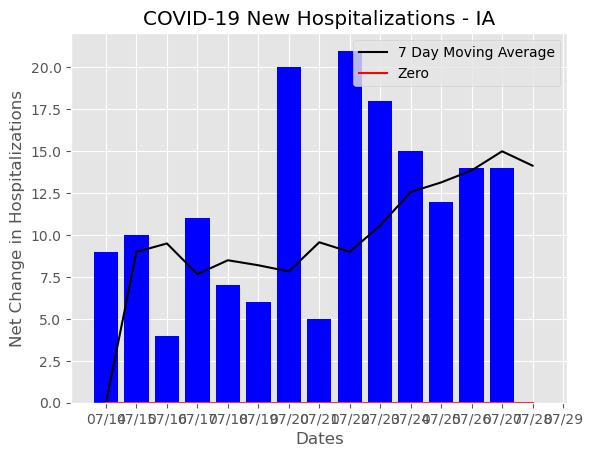 COVID-19 New Hospitalizations - IA
7 Day Moving Average
Zero
Net Change in Hospitalizations
20.0
17.5
15.0
12.5
10.0
7.5
5.0
2.5
0.0
07/14 07/15 07/16 07/17 07/18 07/19 07/20 07/21 07/22 07/23 07/24 07/25 07/26 07/27 07/28 07/29
Dates